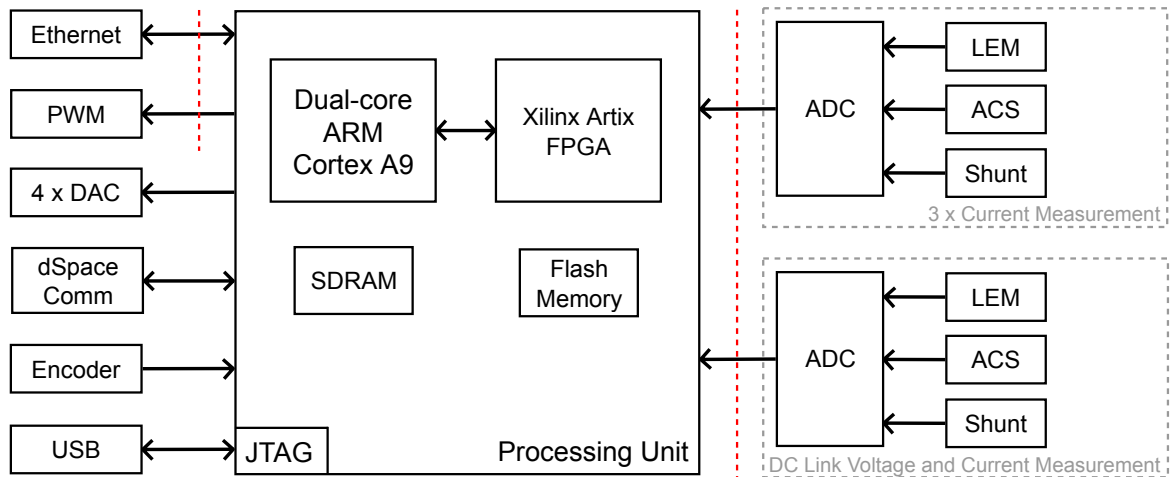 Ethernet
PWM
4 x DAC
dSpace
Comm
Encoder
USB
Dual-core
ARM
Cortex A9
Xilinx Artix
FPGA
SDRAM
Flash
Memory
JTAG
Processing Unit
ADC
LEM
ACS
Shunt
3 x Current Measurement
ADC
LEM
ACS
Shunt
DC Link Voltage and Current Measurement